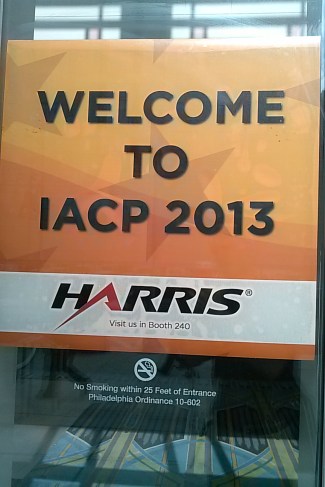 WELCOME
TO
IACP 2013
HARRIS®
Visit us in Booth 240
No Smoking within 25 Feet of Entrance
Philadelphia Ordinance 10-602